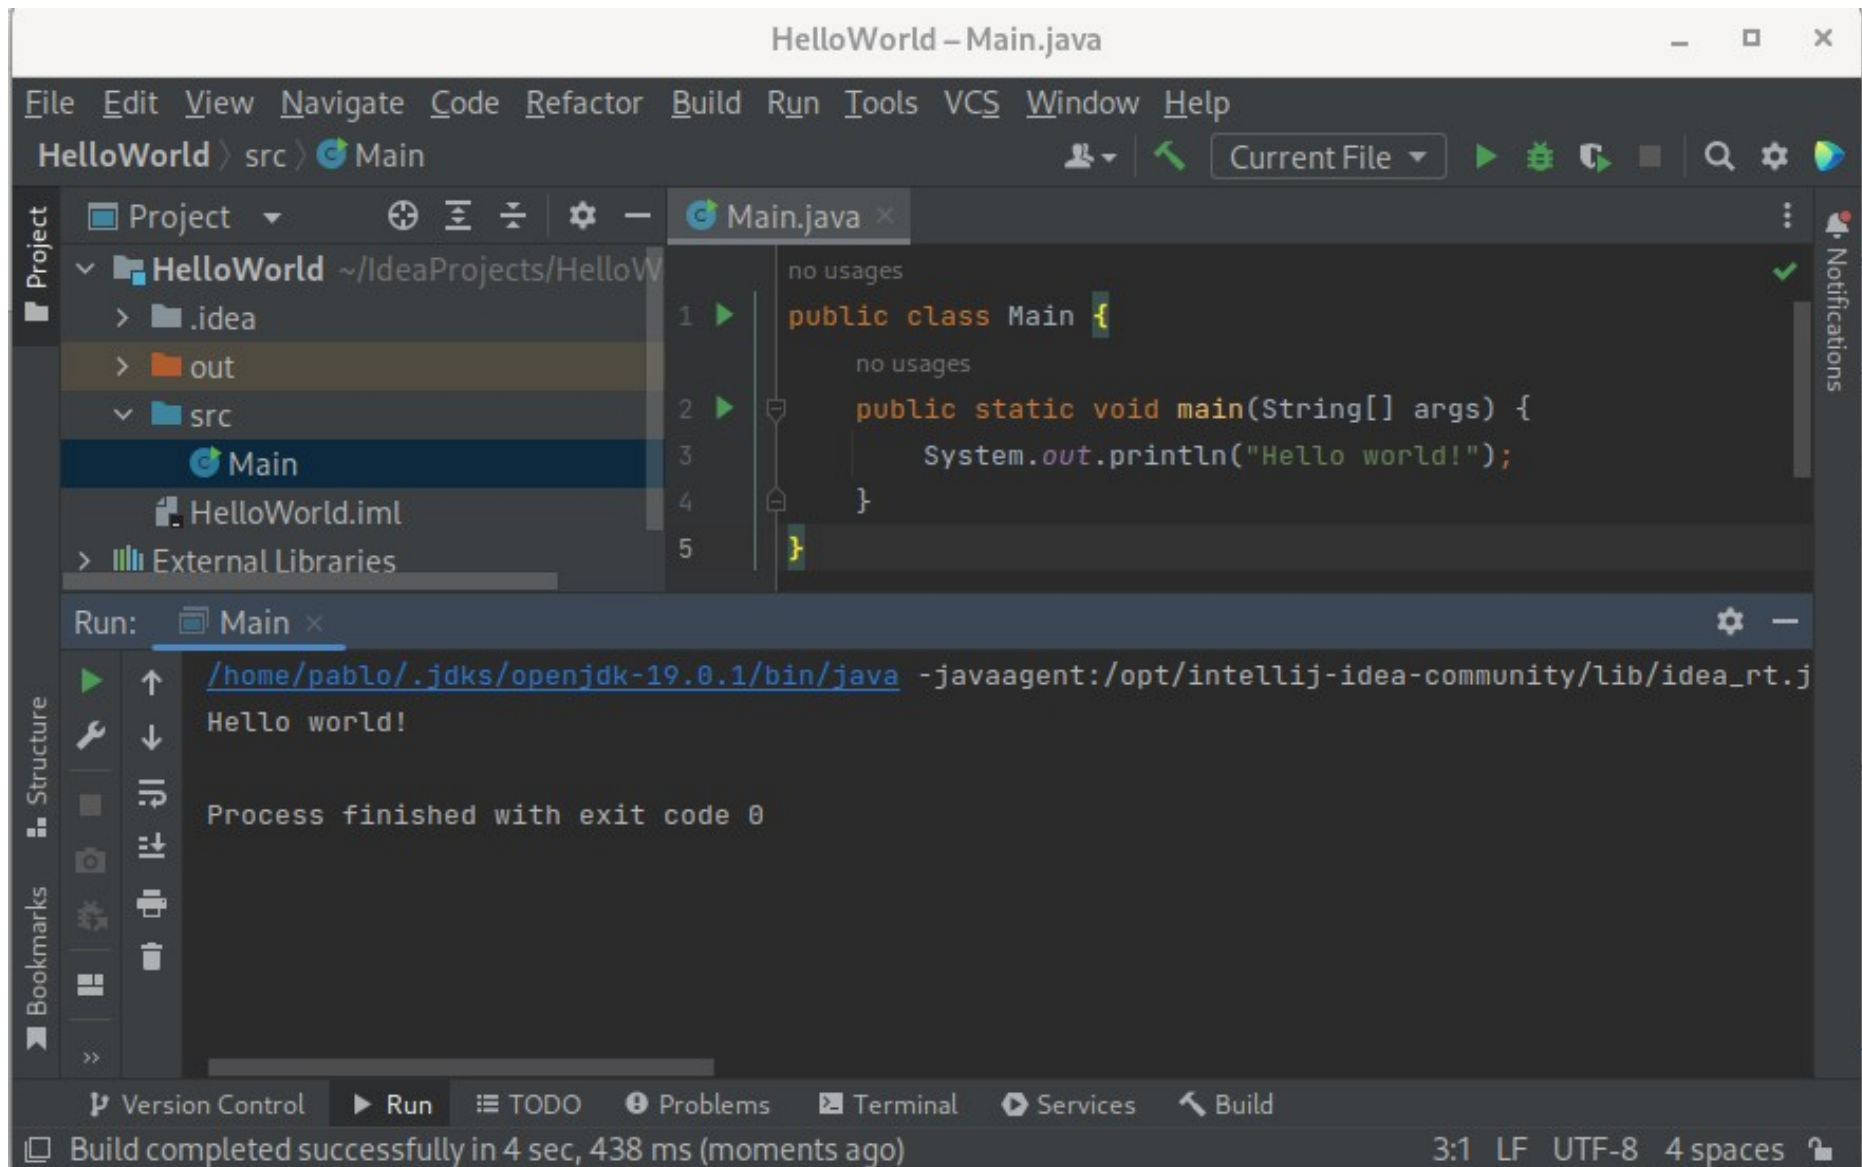 HelloWorld – Main.java
File Edit View Navigate Code Refactor Build Run Tools VCS Window Help
HelloWorld src Main
Current File
Project
Project
HelloWorld ~/IdeaProjects/HelloW
.idea
out
src
Main
HelloWorld.iml
External Libraries
Main.java
no usages
1 public class Main {
no usages
2 public static void main(String[] args) {
3 System.out.println("Hello world!");
4 }
5 }
Notifications
Run: Main
/home/pablo/.jdks/openjdk-19.0.1/bin/java -javaagent:/opt/intellij-idea-community/lib/idea_rt.j
Hello world!
Process finished with exit code 0
Structure
Bookmarks
Version Control Run TODO Problems Terminal Services Build
Build completed successfully in 4 sec, 438 ms (moments ago) 3:1 LF UTF-8 4 spaces